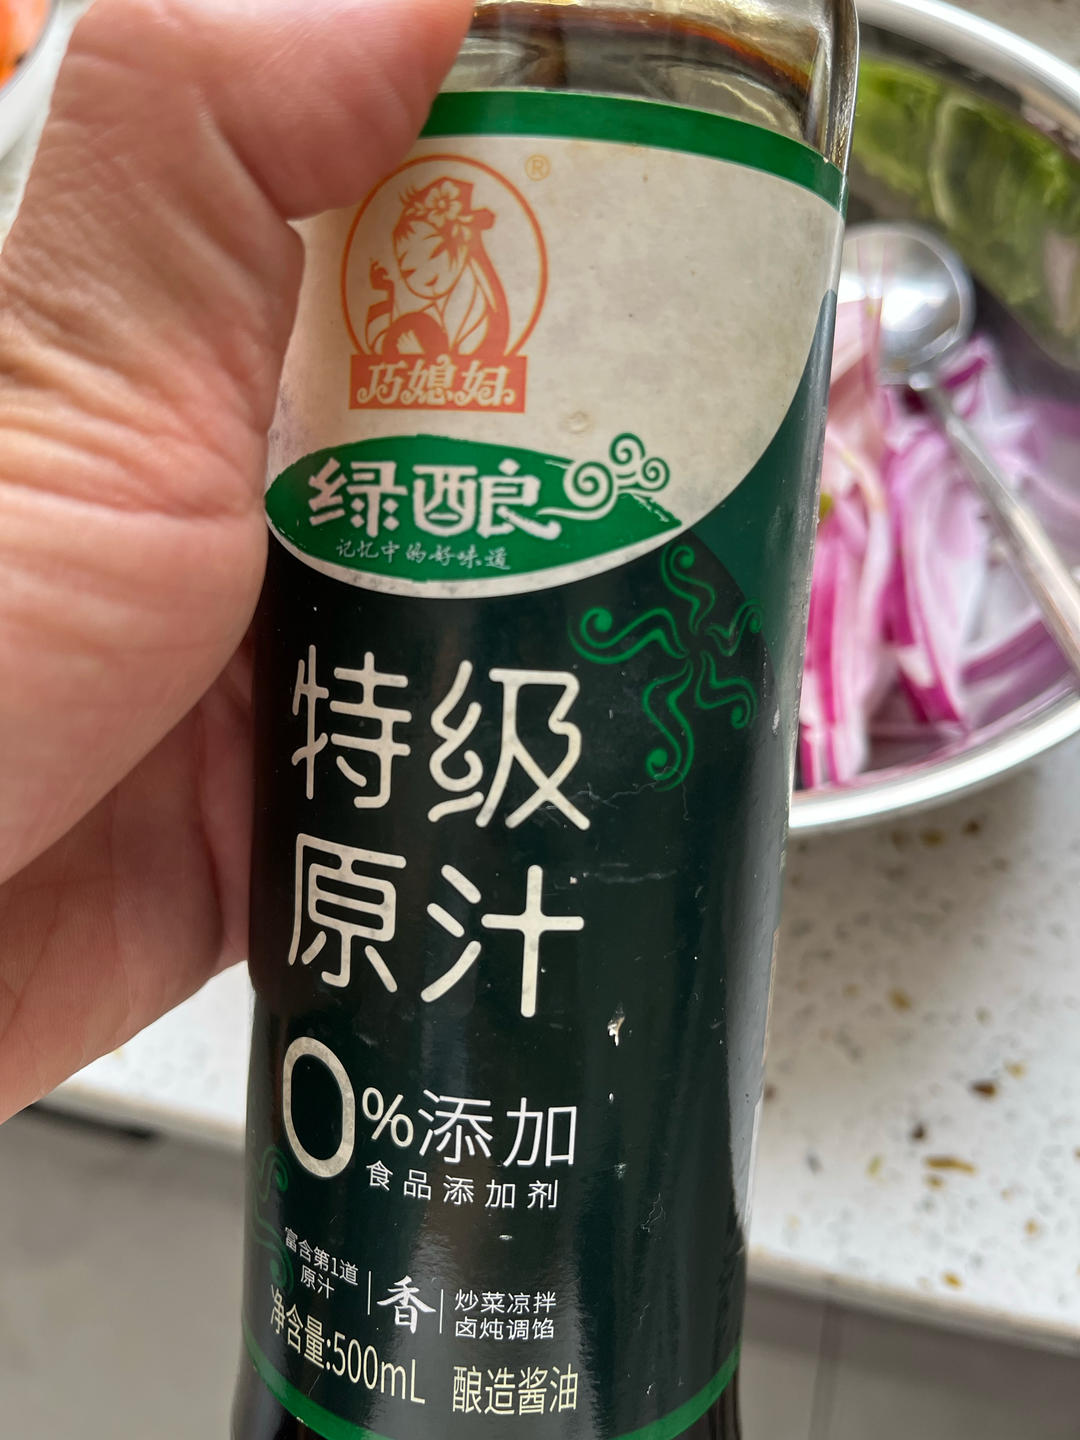 ®
巧媳妇
绿酿
记忆中的好味道
特级
原汁
0%添加
食品添加剂
富含第1道
原汁
香
炒菜凉拌
卤炖调馅
净含量:500mL 酿造酱油